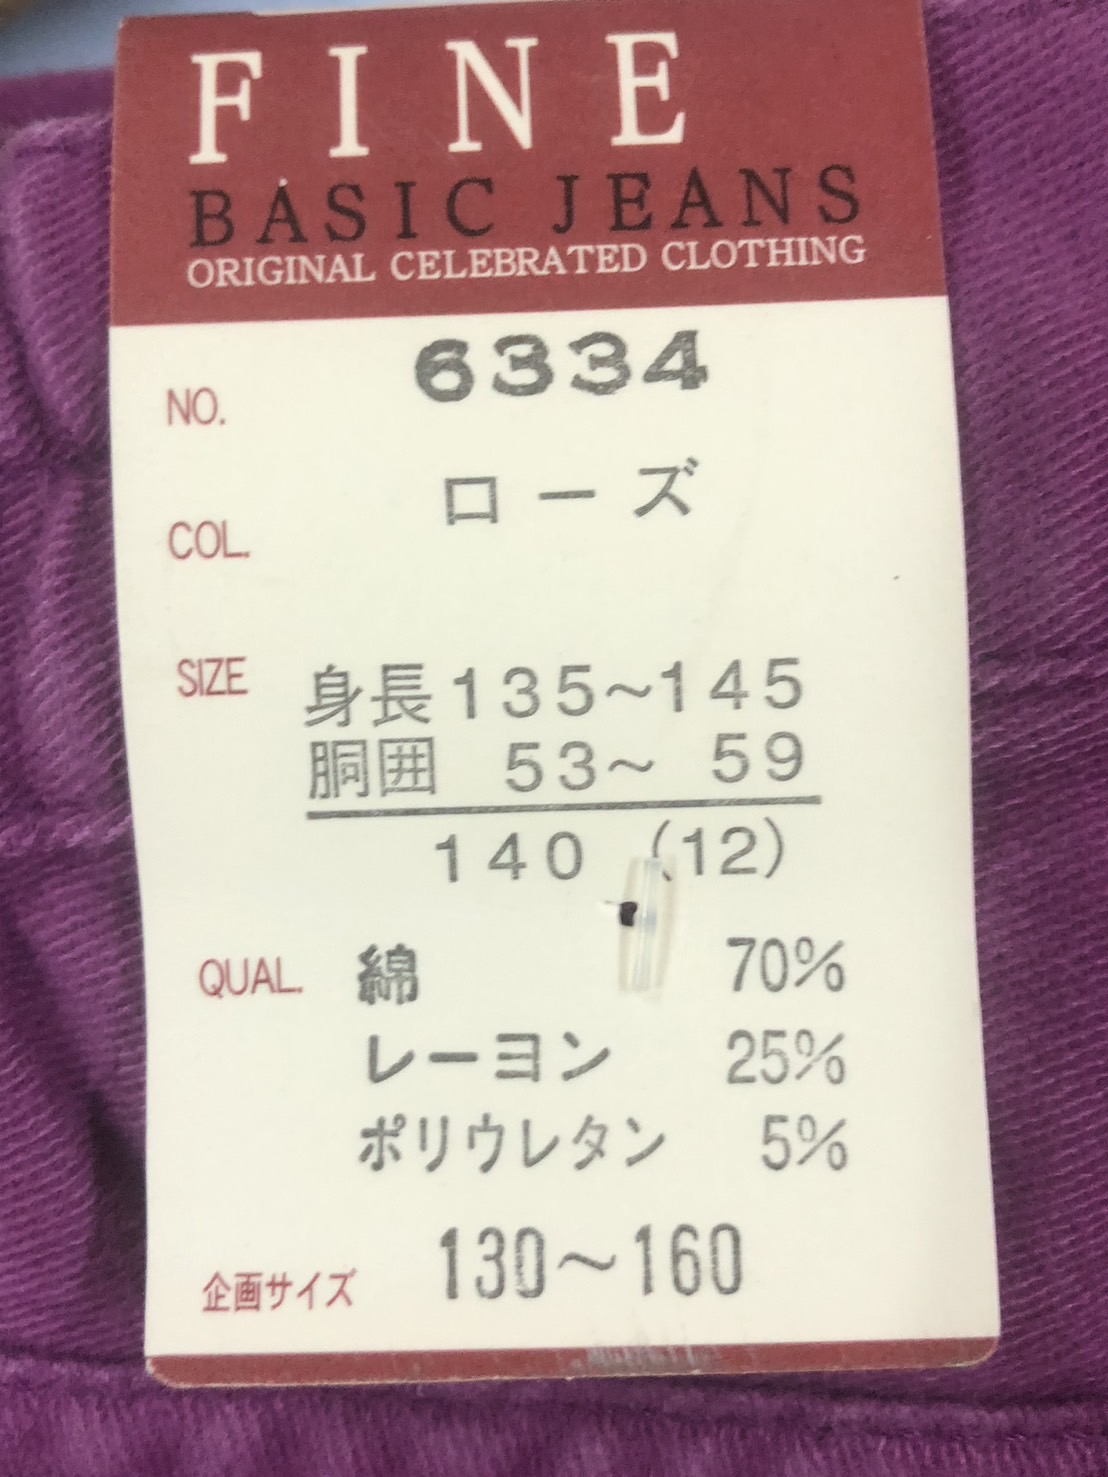 FINE
BASIC JEANS
ORIGINAL CELEBRATED CLOTHING
NO. 6334
COL. ローズ
SIZE 身長135~145
胴囲 53~ 59
140 (12)
QUAL. 綿 70%
レーヨン 25%
ポリウレタン 5%
企画サイズ 130~160